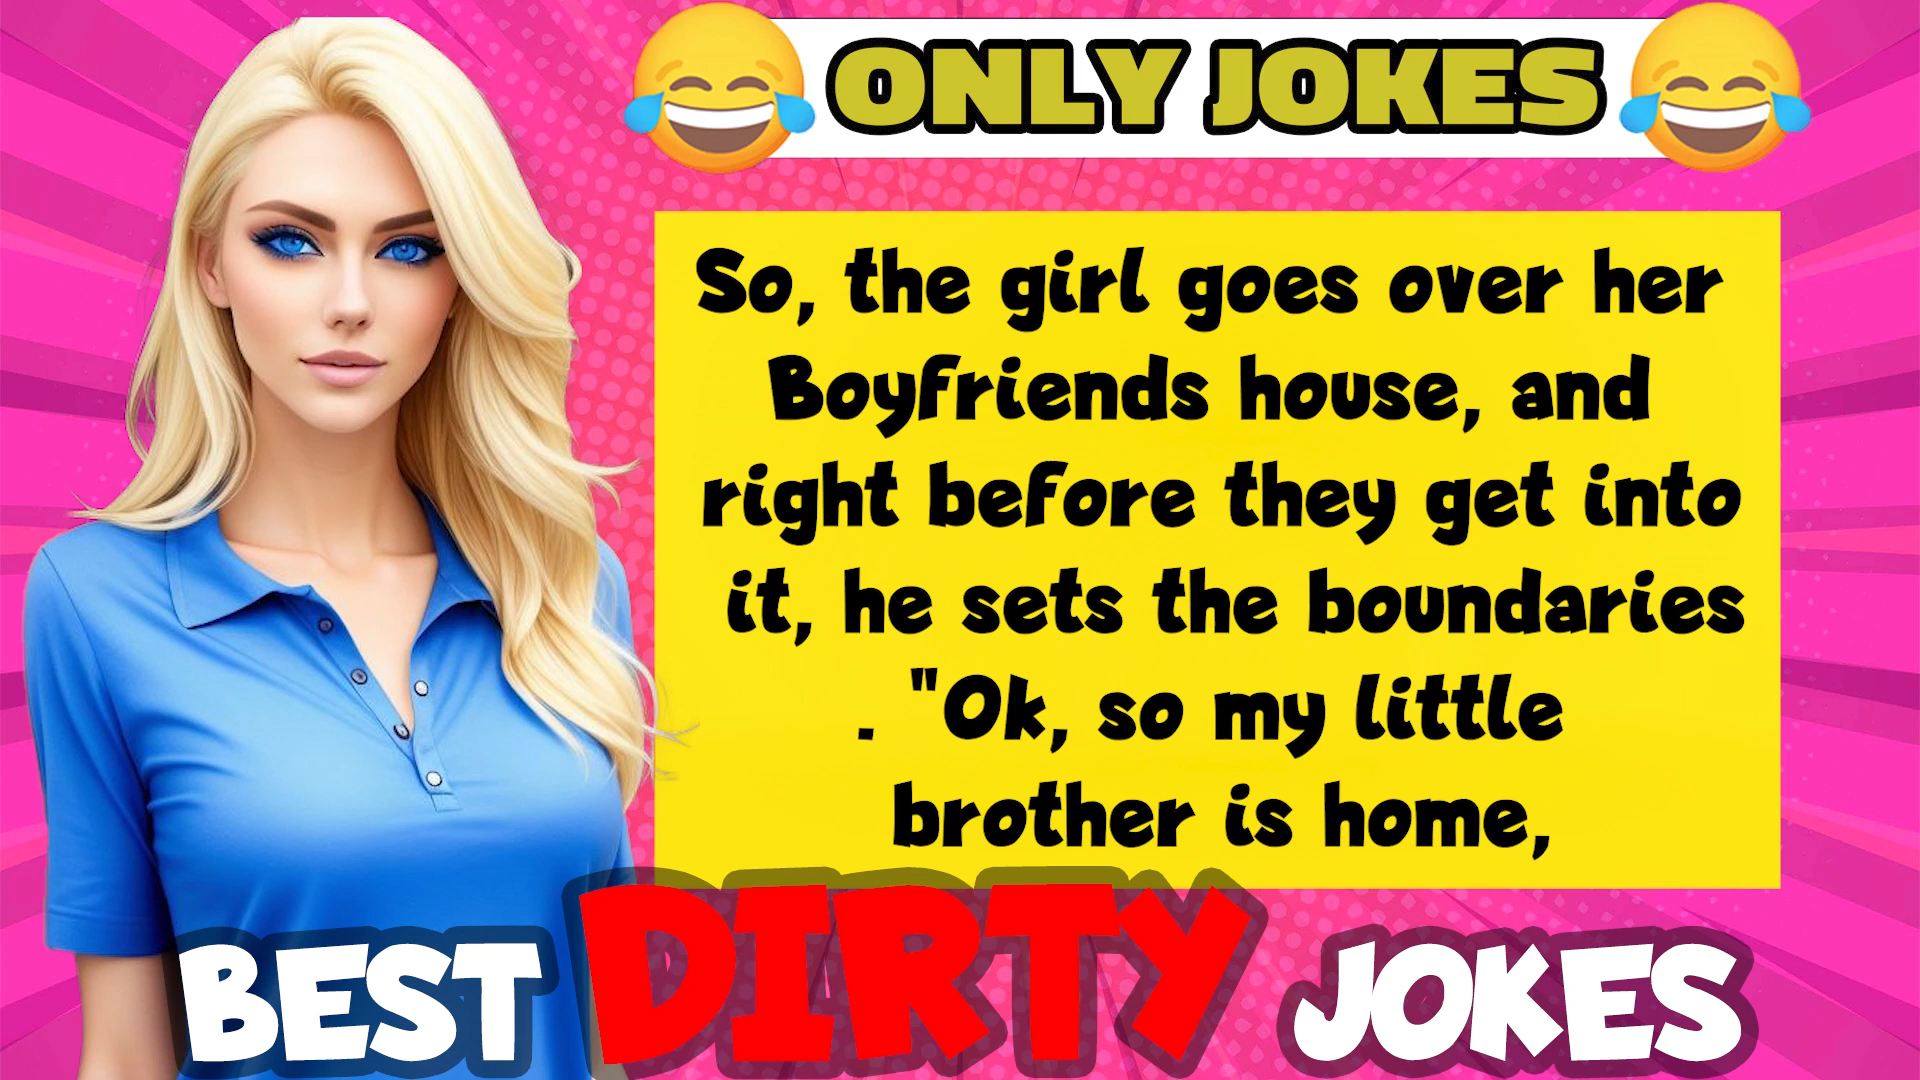 ONLY JOKES
So, the girl goes over her
Boyfriends house, and
right before they get into
it, he sets the boundaries
. "Ok, so my little
brother is home,
BEST DIRTY JOKES